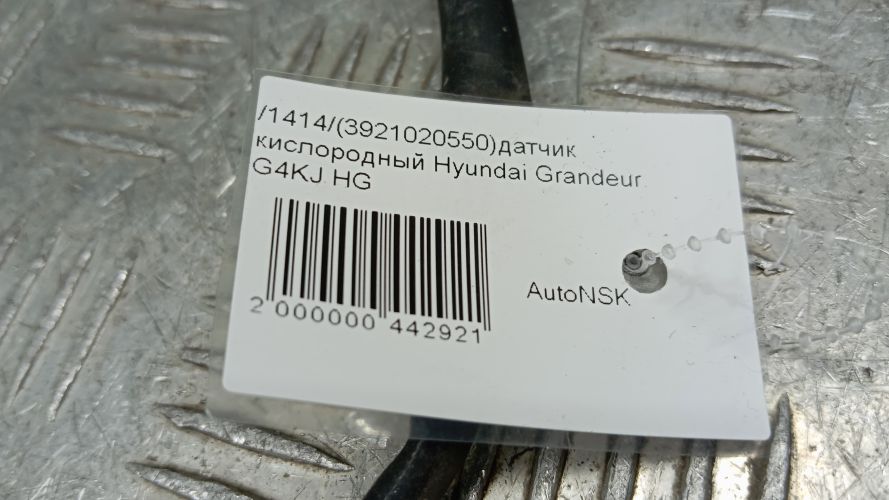 /1414/(3921020550)датчик
кислородный Hyundai Grandeur
G4KJ HG
AutoNSK
2 000000 442921